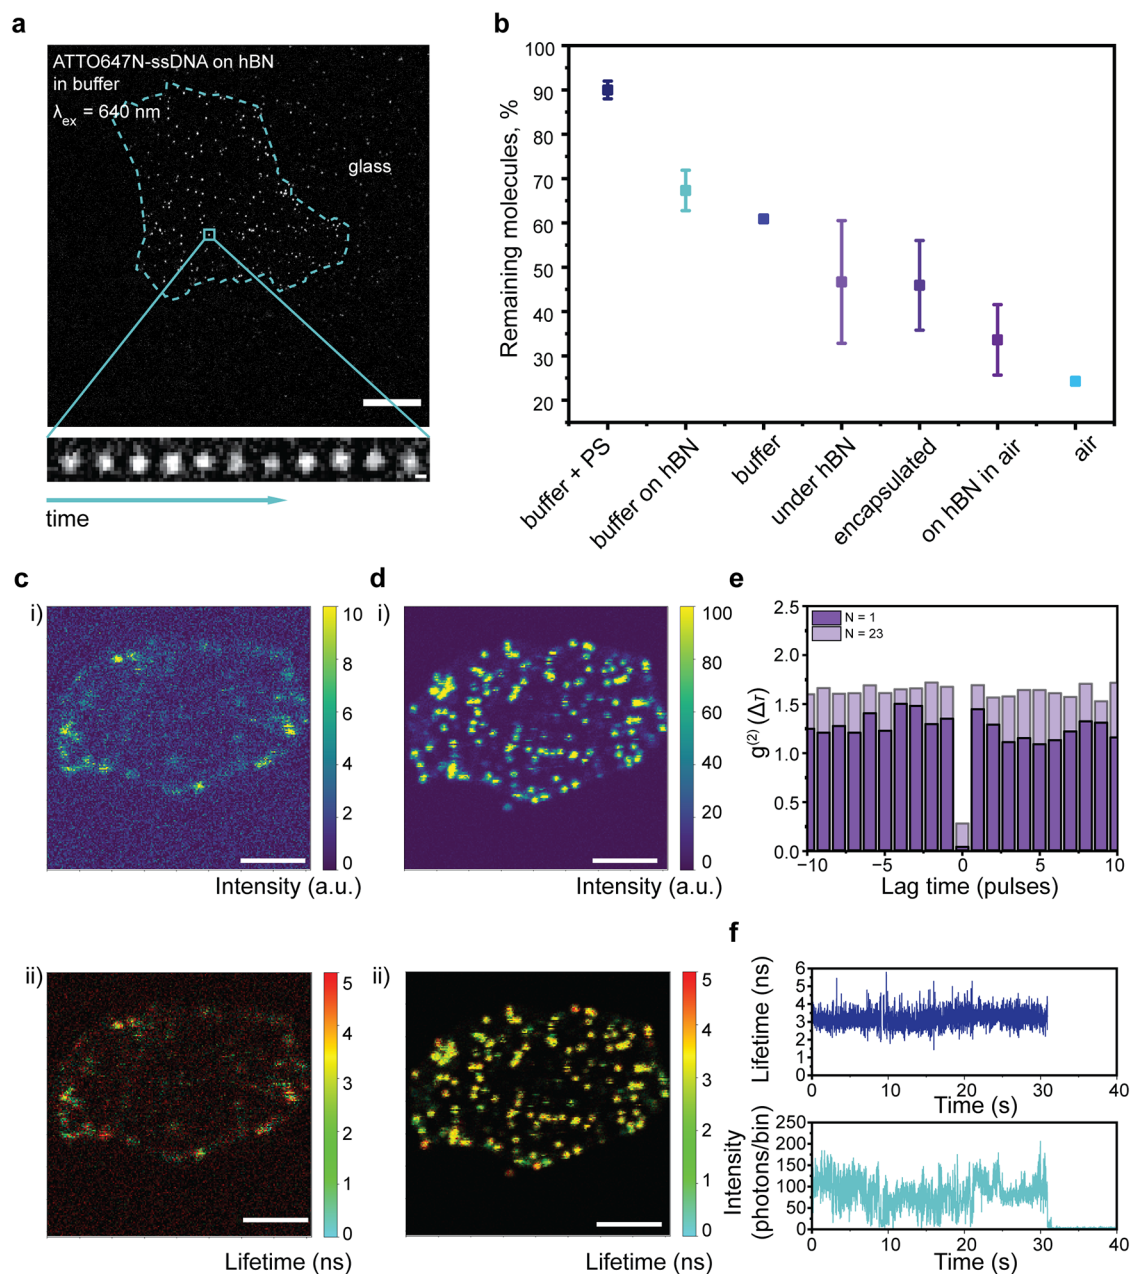 a
ATTO647N-ssDNA on hBN
in buffer
λex = 640 nm
glass
time
b
Remaining molecules, %
100
90
80
70
60
50
40
30
20
buffer + PS
buffer on hBN
buffer
under hBN
encapsulated
on hBN in air
air
c
i)
10
8
6
4
2
0
Intensity (a.u.)
ii)
5
4
3
2
1
0
Lifetime (ns)
d
i)
100
80
60
40
20
0
Intensity (a.u.)
ii)
5
4
3
2
1
0
Lifetime (ns)
e
N = 1
N = 23
g(2) (Δτ)
2.5
2.0
1.5
1.0
0.5
0.0
−10 −5 0 5 10
Lag time (pulses)
f
Lifetime (ns)
6
5
4
3
2
1
0
0 10 20 30 40
Time (s)
Intensity
(photons/bin)
250
200
150
100
50
0
0 10 20 30 40
Time (s)